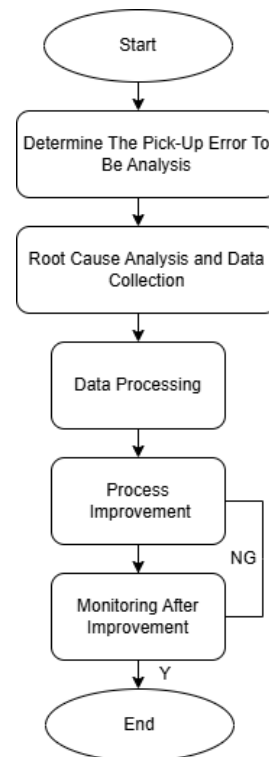 Start
Determine The Pick-Up Error To
Be Analysis
Root Cause Analysis and Data
Collection
Data Processing
Process
Improvement
NG
Monitoring After
Improvement
Y
End